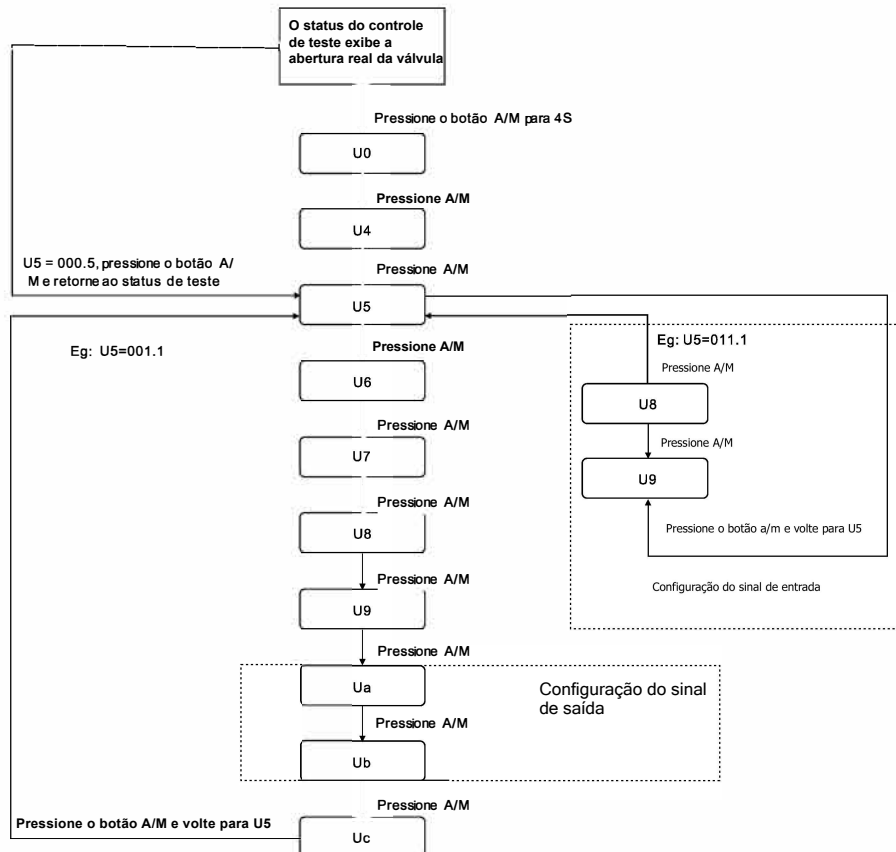 O status do controle
de teste exibe a
abertura real da válvula
Pressione o botão A/M para 4S
U0
Pressione A/M
U4
Pressione A/M
U5 = 000.5, pressione o botão A/
M e retorne ao status de teste
U5
Eg: U5=001.1
Pressione A/M
U6
Pressione A/M
U7
Pressione A/M
U8
Pressione A/M
U9
Pressione A/M
Ua
Configuração do sinal
de saída
Pressione A/M
Ub
Pressione A/M
Pressione o botão A/M e volte para U5
Uc
Eg: U5=011.1
Pressione A/M
U8
Pressione A/M
U9
Pressione o botão a/m e volte para U5
Configuração do sinal de entrada